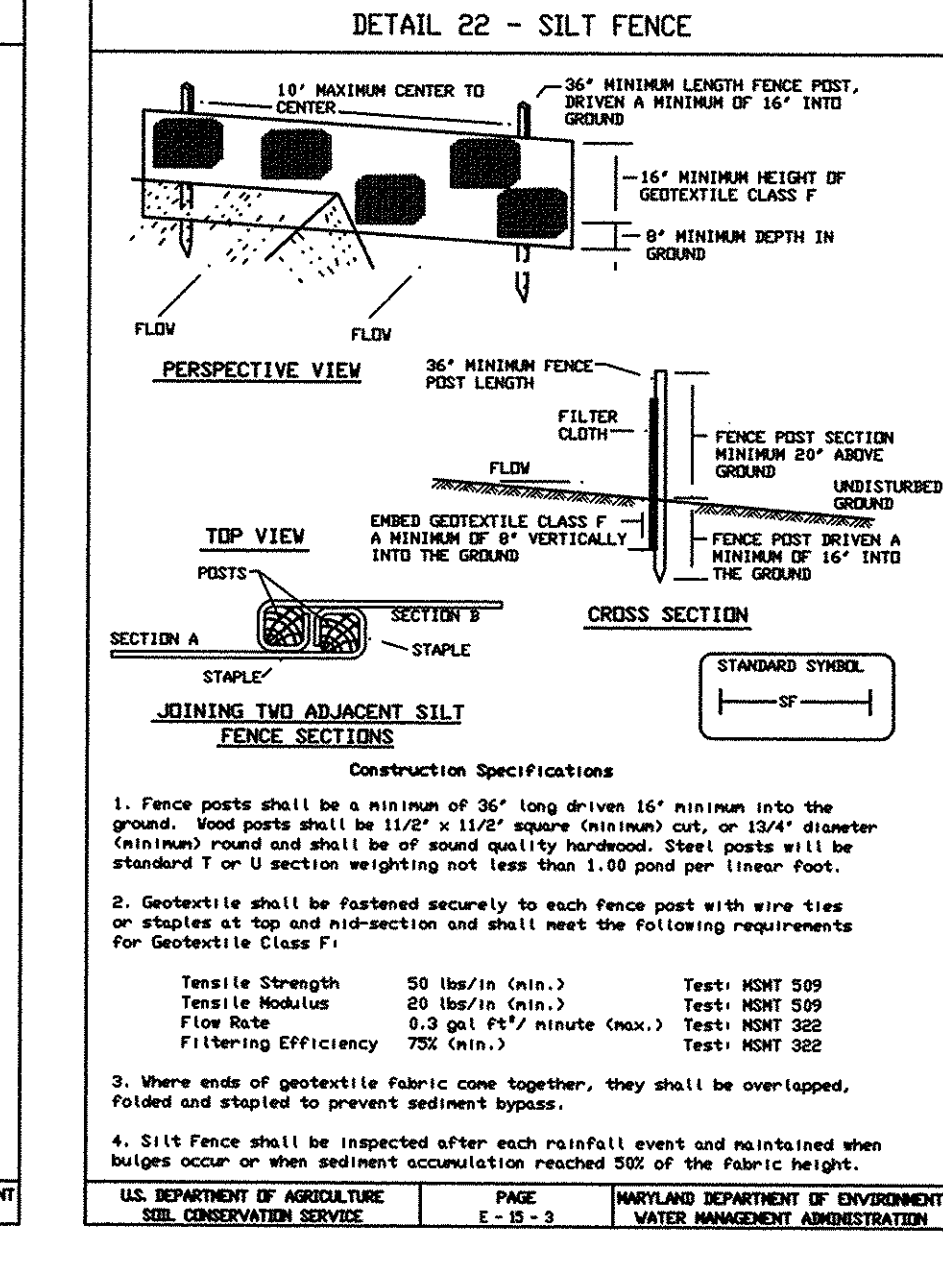 DETAIL 22 - SILT FENCE
10' MAXIMUM CENTER TO
CENTER
36" MINIMUM LENGTH FENCE POST,
DRIVEN A MINIMUM OF 16" INTO
GROUND
16" MINIMUM HEIGHT OF
GEOTEXTILE CLASS F
8" MINIMUM DEPTH IN
GROUND
FLOW
FLOW
PERSPECTIVE VIEW
36" MINIMUM FENCE
POST LENGTH
FILTER
CLOTH
FENCE POST SECTION
MINIMUM 20" ABOVE
GROUND
FLOW
UNDISTURBED
GROUND
EMBED GEOTEXTILE CLASS F
A MINIMUM OF 8" VERTICALLY
INTO THE GROUND
FENCE POST DRIVEN A
MINIMUM OF 16" INTO
THE GROUND
TOP VIEW
POSTS
SECTION B
SECTION A
STAPLE
STAPLE
CROSS SECTION
STANDARD SYMBOL
SF
JOINING TWO ADJACENT SILT
FENCE SECTIONS
Construction Specifications
1. Fence posts shall be a minimum of 36" long driven 16" minimum into the
ground. Wood posts shall be 11/2" x 11/2" square (minimum) cut, or 13/4" diameter
(minimum) round and shall be of sound quality hardwood. Steel posts will be
standard T or U section weighting not less than 1.00 pond per linear foot.
2. Geotextile shall be fastened securely to each fence post with wire ties
or staples at top and mid-section and shall meet the following requirements
for Geotextile Class F:
Tensile Strength 50 lbs/in (min.) Test: MSMT 509
Tensile Modulus 20 lbs/in (min.) Test: MSMT 509
Flow Rate 0.3 gal ft / minute (max.) Test: MSMT 322
Filtering Efficiency 75% (min.) Test: MSMT 322
3. Where ends of geotextile fabric come together, they shall be overlapped,
folded and stapled to prevent sediment bypass.
4. Silt Fence shall be inspected after each rainfall event and maintained when
bulges occur or when sediment accumulation reached 50% of the fabric height.
U.S. DEPARTMENT OF AGRICULTURE
SOIL CONSERVATION SERVICE
PAGE
E - 15 - 3
MARYLAND DEPARTMENT OF ENVIRONMENT
WATER MANAGEMENT ADMINISTRATION